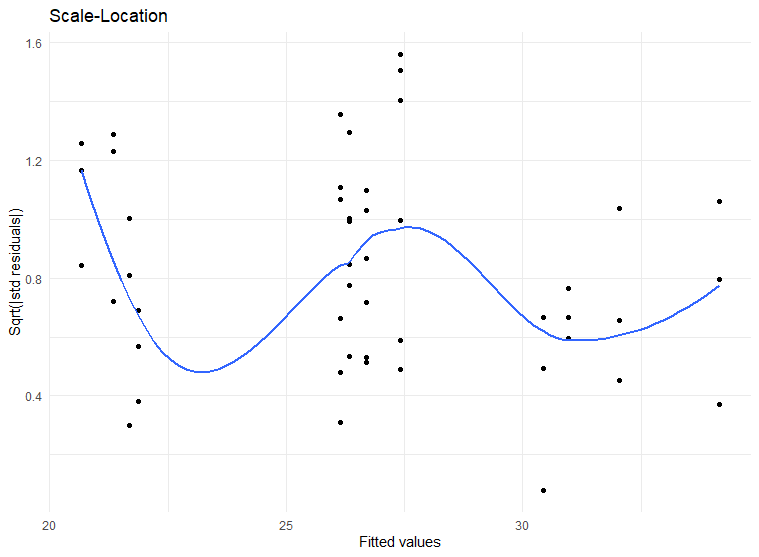 Scale-Location
1.6
1.2
0.8
0.4
Sqrt(|std residuals|)
20
25
30
Fitted values